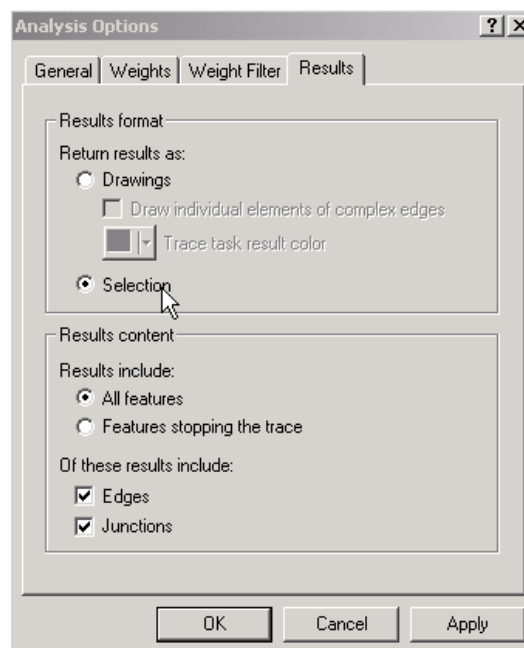 Analysis Options
General Weights Weight Filter Results
Results format
Return results as:
Drawings
Draw individual elements of complex edges
Trace task result color
Selection
Results content
Results include:
All features
Features stopping the trace
Of these results include:
Edges
Junctions
OK Cancel Apply